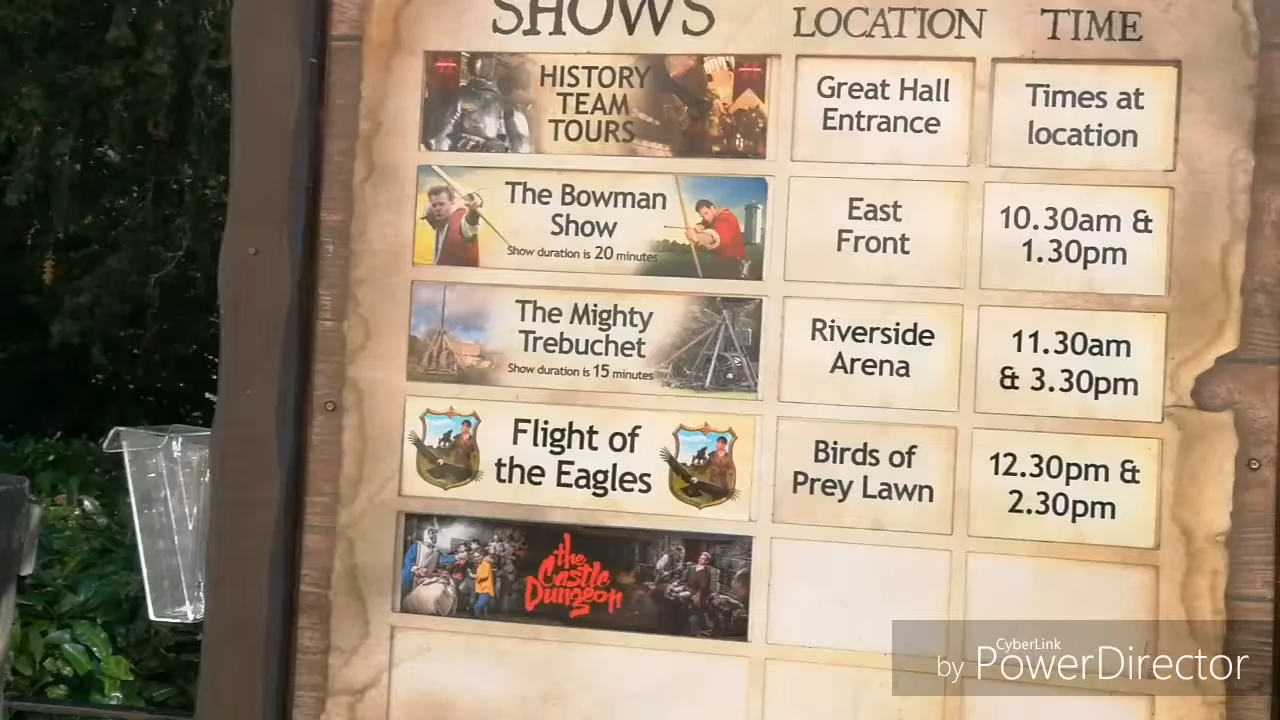 SHOWS LOCATION TIME
HISTORY
TEAM
TOURS
Great Hall
Entrance
Times at
location
The Bowman
Show
Show duration is 20 minutes
East
Front
10.30am &
1.30pm
The Mighty
Trebuchet
Show duration is 15 minutes
Riverside
Arena
11.30am
& 3.30pm
Flight of
the Eagles
Birds of
Prey Lawn
12.30pm &
2.30pm
the
Castle
Dungeon
CyberLink
by PowerDirector